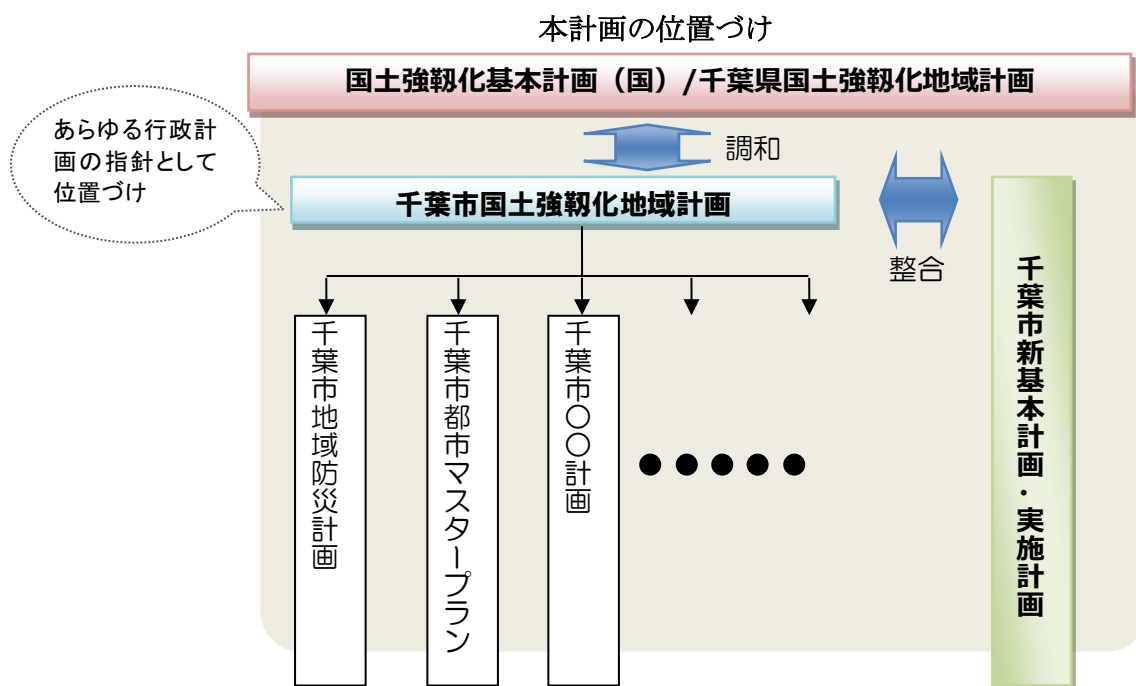 本計画の位置づけ
国土強靱化基本計画（国）/千葉県国土強靱化地域計画
あらゆる行政計
画の指針として
位置づけ
調和
千葉市国土強靱化地域計画
整合
千葉市地域防災計画
千葉市都市マスタープラン
千葉市〇〇計画
●●●●●
千葉市新基本計画・実施計画